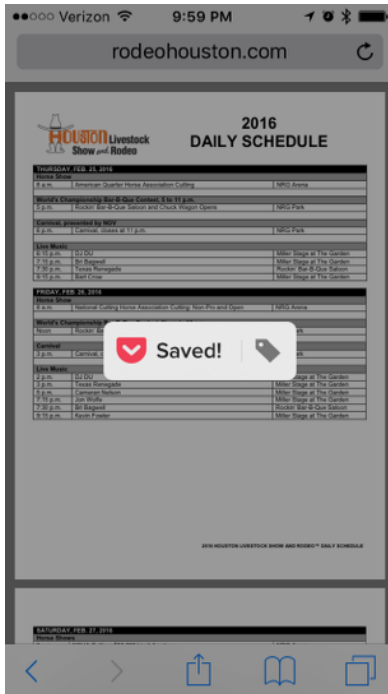 Verizon 9:59 PM
rodeohouston.com
HOUSTON Livestock
Show and Rodeo
2016
DAILY SCHEDULE
THURSDAY, FEB. 25, 2016
Horse Show
8 a.m. American Quarter Horse Association Cutting NRG Arena
World's Championship Bar-B-Que Contest, 5 to 11 p.m.
5 p.m. Rockin' Bar-B-Que Saloon and Chuck Wagon Opens NRG Park
Carnival, presented by NOV
6 p.m. Carnival, closes at 11 p.m. NRG Park
Live Music
6:15 p.m. DJ DU Miller Stage at The Garden
7:15 p.m. Bri Bagwell Miller Stage at The Garden
7:30 p.m. Texas Renegade Rockin' Bar-B-Que Saloon
9:15 p.m. Bart Crow Miller Stage at The Garden
FRIDAY, FEB. 26, 2016
Horse Show
8 a.m. National Cutting Horse Association Cutting: Non-Pro and Open NRG Arena
World's Championship
Noon Rockin' Ba
Carnival
3 p.m. Carnival, c
Saved!
Live Music
2 p.m. DJ DU Stage at The Garden
3 p.m. Texas Renegade Miller Stage at The Garden
5 p.m. Cameran Nelson Miller Stage at The Garden
7:15 p.m. Jon Wolfe Miller Stage at The Garden
7:30 p.m. Bri Bagwell Rockin' Bar-B-Que Saloon
9:15 p.m. Kevin Fowler Miller Stage at The Garden
2016 HOUSTON LIVESTOCK SHOW AND RODEO™ DAILY SCHEDULE
SATURDAY, FEB. 27, 2016
Horse Shows